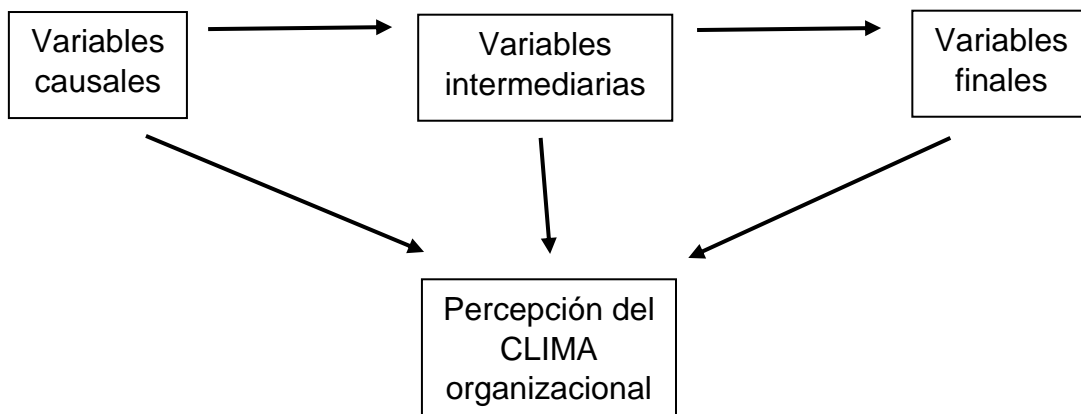 Variables
causales
Variables
intermediarias
Variables
finales
Percepción del
CLIMA
organizacional